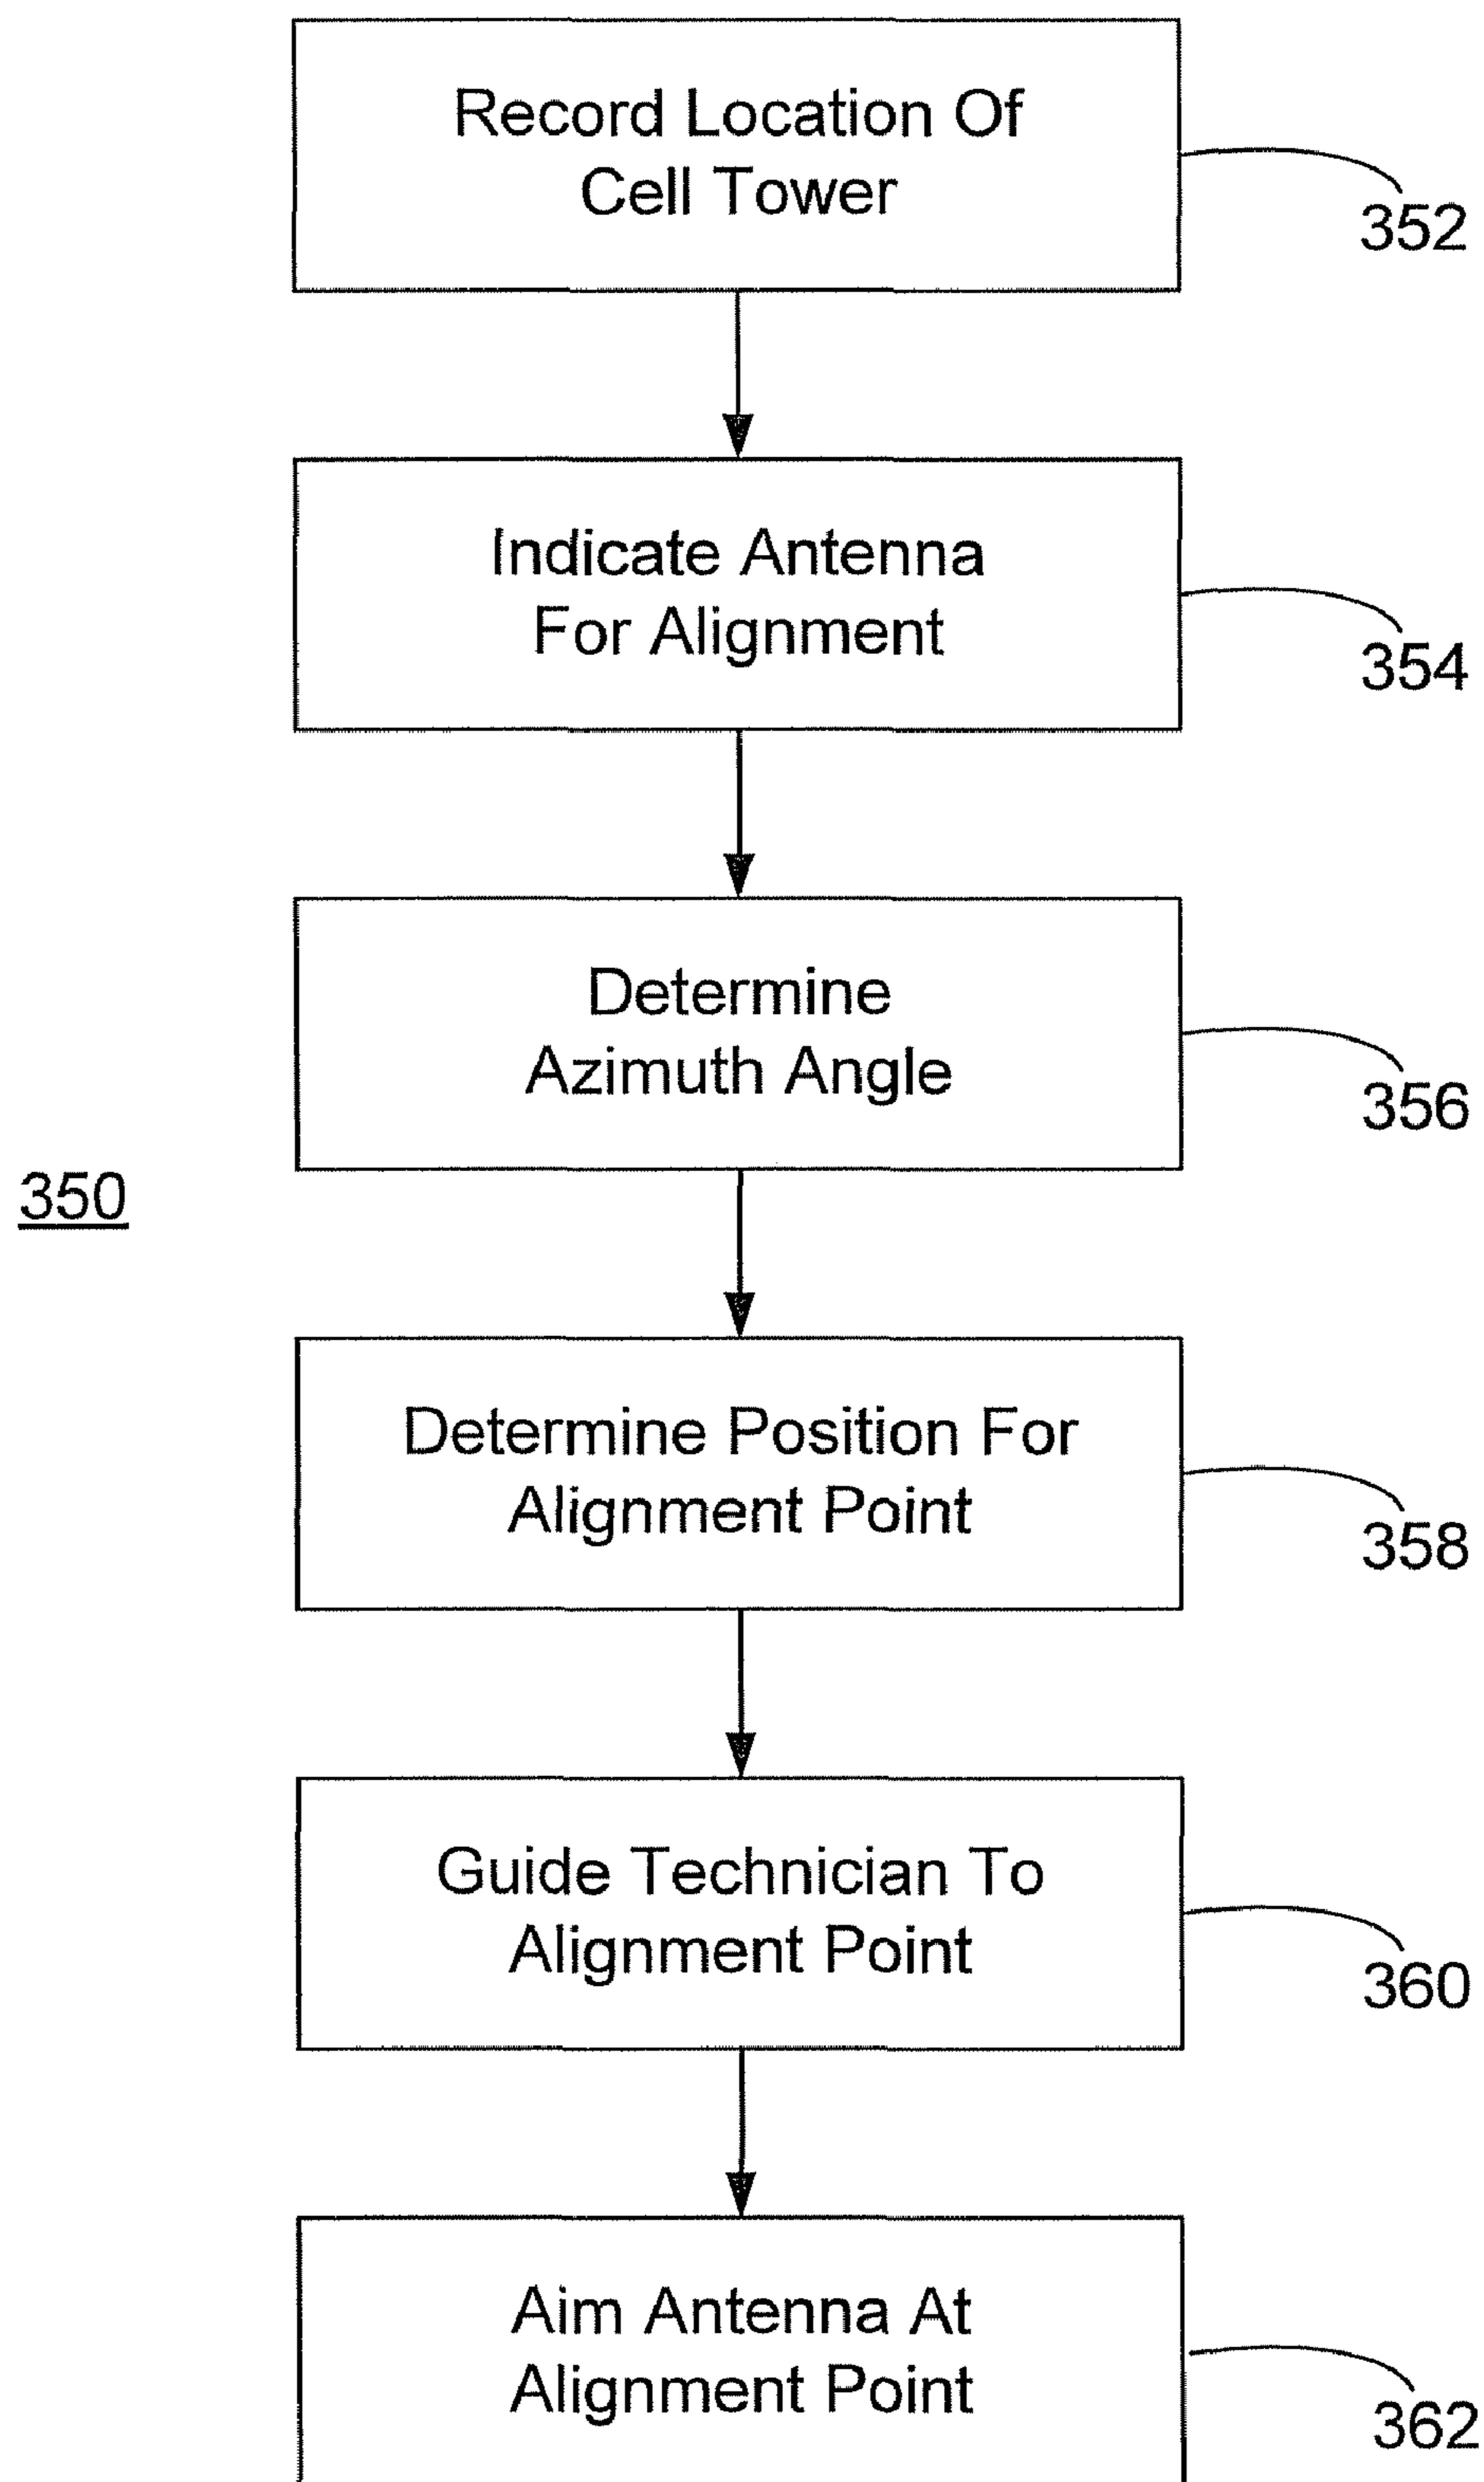 Record Location Of
Cell Tower
352
Indicate Antenna
For Alignment
354
Determine
Azimuth Angle
356
350
Determine Position For
Alignment Point
358
Guide Technician To
Alignment Point
360
Aim Antenna At
Alignment Point
362